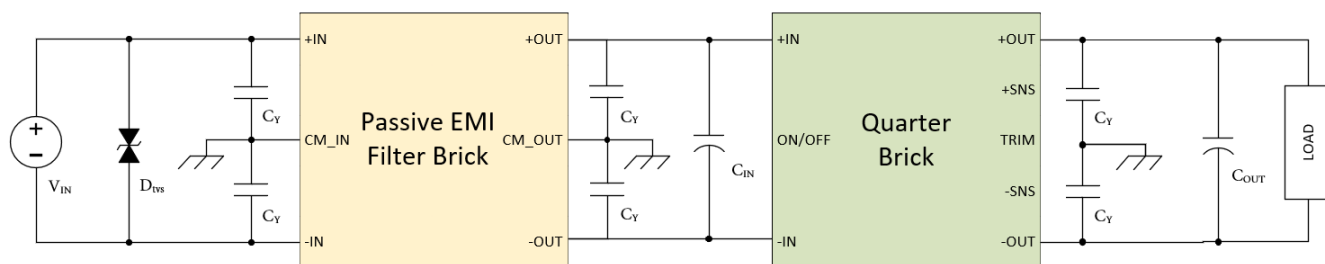 +
−
V_IN
D_tvs
C_Y
C_Y
+IN
CM_IN
-IN
Passive EMI
Filter Brick
+OUT
CM_OUT
-OUT
C_Y
C_Y
C_IN
+IN
ON/OFF
-IN
Quarter
Brick
+OUT
+SNS
TRIM
-SNS
-OUT
C_Y
C_Y
C_OUT
LOAD